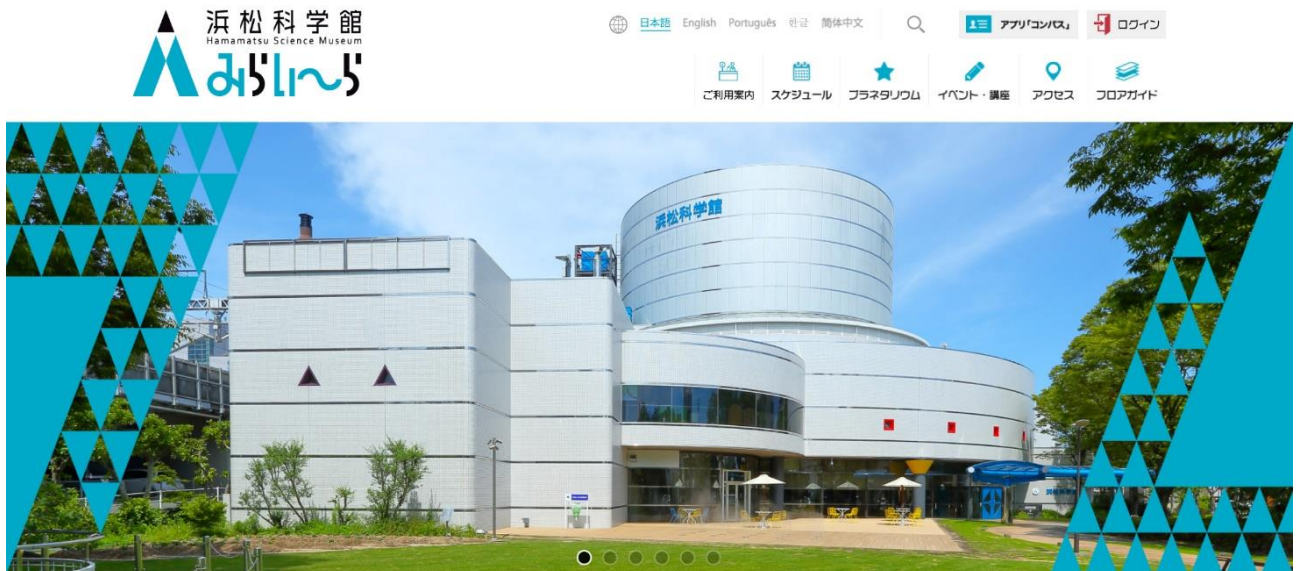 浜松科学館
Hamamatsu Science Museum
みらいーら
日本語 English Português 한글 简体中文
アプリ「コンパス」
ログイン
ご利用案内 スケジュール プラネタリウム イベント・講座 アクセス フロアガイド
浜松科学館